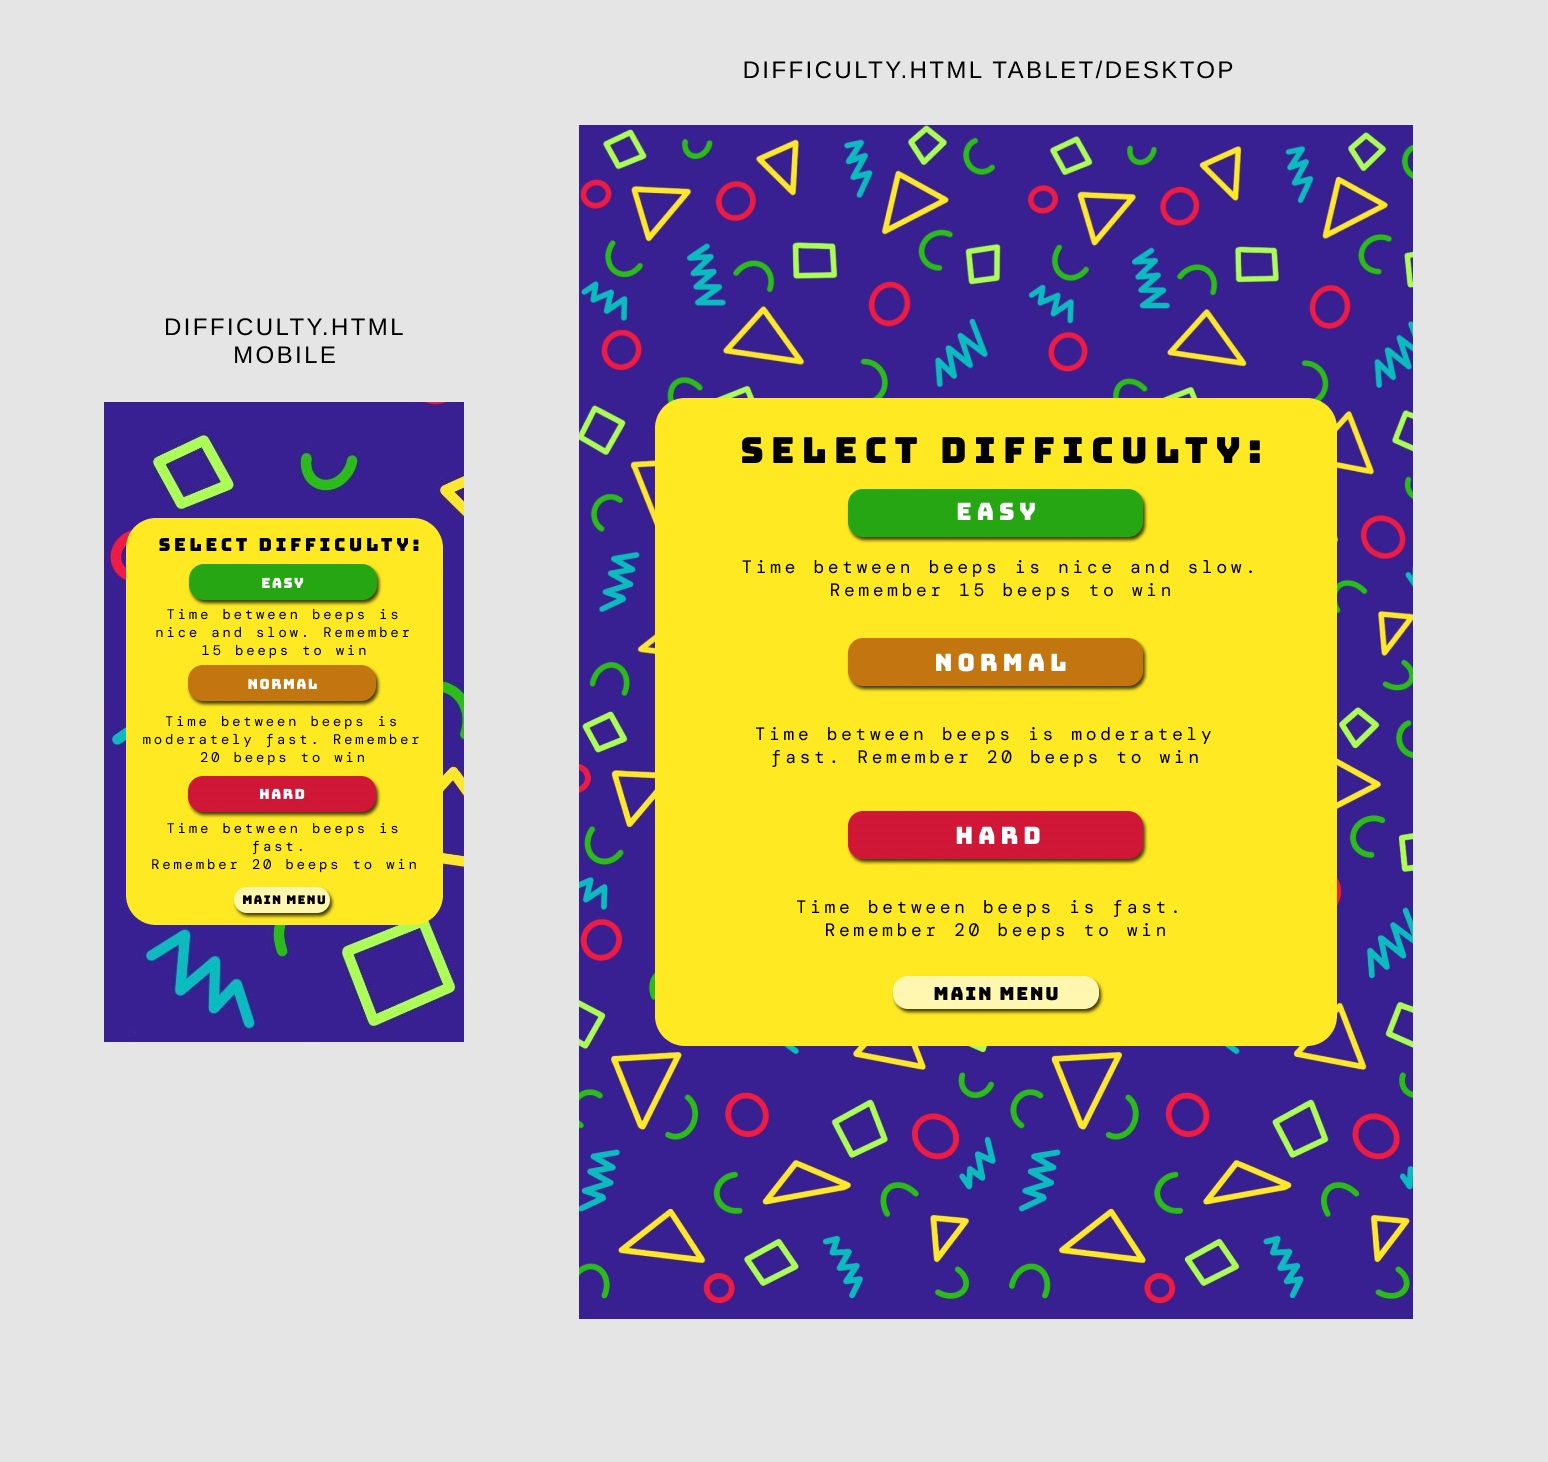 DIFFICULTY.HTML TABLET/DESKTOP
DIFFICULTY.HTML
MOBILE
SELECT DIFFICULTY:
EASY
Time between beeps is
nice and slow. Remember
15 beeps to win
NORMAL
Time between beeps is
moderately fast. Remember
20 beeps to win
HARD
Time between beeps is
fast.
Remember 20 beeps to win
MAIN MENU
SELECT DIFFICULTY:
EASY
Time between beeps is nice and slow.
Remember 15 beeps to win
NORMAL
Time between beeps is moderately
fast. Remember 20 beeps to win
HARD
Time between beeps is fast.
Remember 20 beeps to win
MAIN MENU